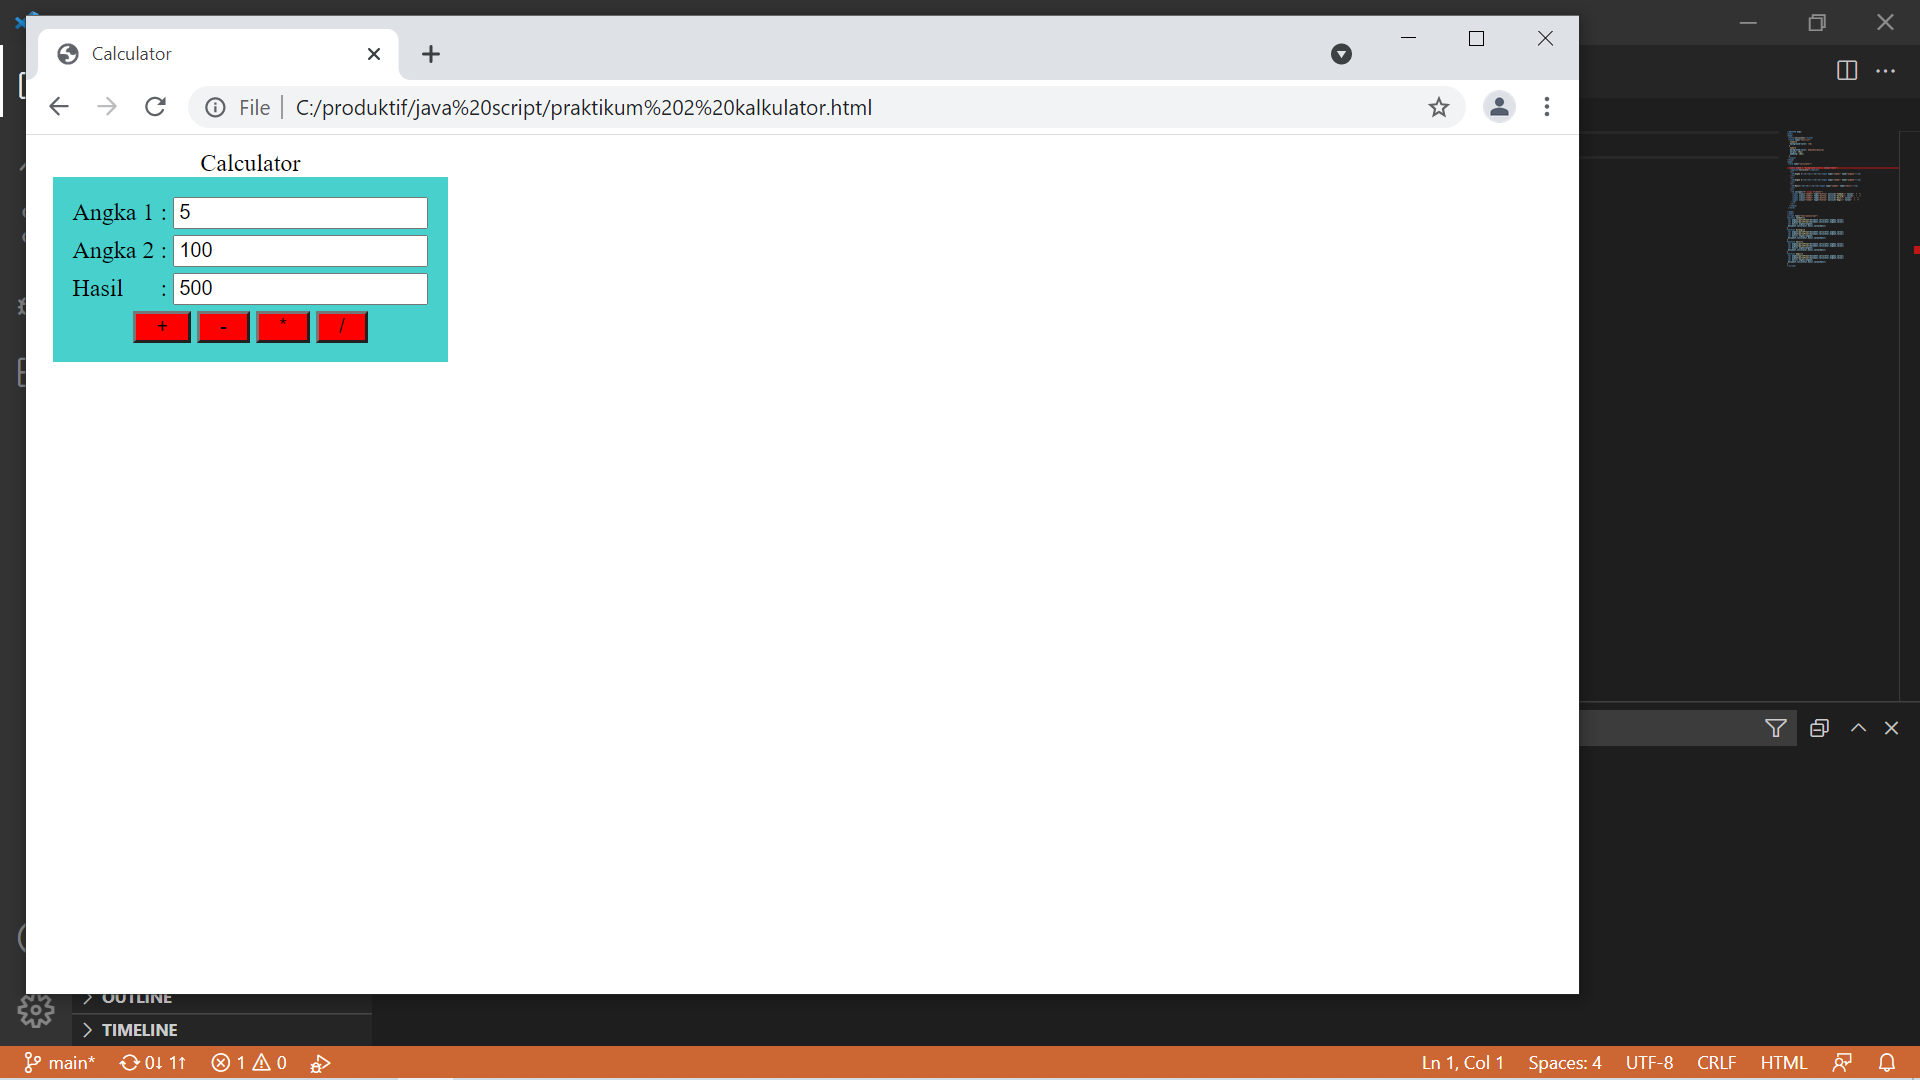 Calculator
File C:/produktif/java%20script/praktikum%202%20kalkulator.html
Calculator
Angka 1 : 5
Angka 2 : 100
Hasil : 500
+ - * /
OUTLINE
TIMELINE
main* 0↓ 1↑ 1 0 Ln 1, Col 1 Spaces: 4 UTF-8 CRLF HTML